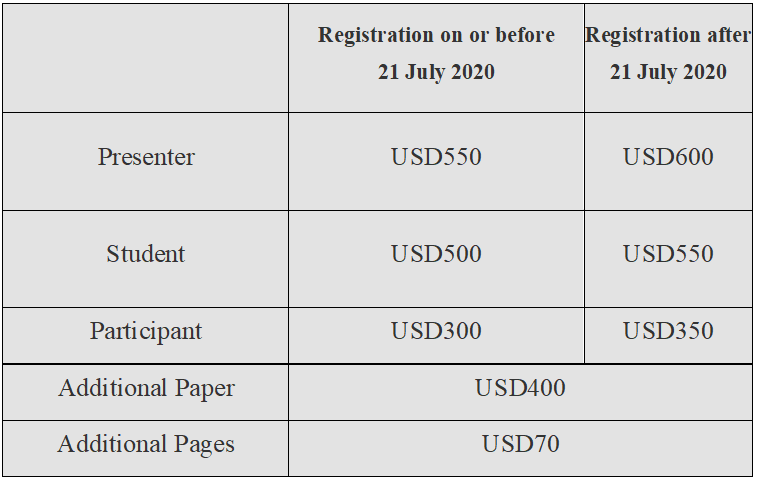 Registration on or before
21 July 2020
Registration after
21 July 2020
Presenter USD550 USD600
Student USD500 USD550
Participant USD300 USD350
Additional Paper USD400
Additional Pages USD70